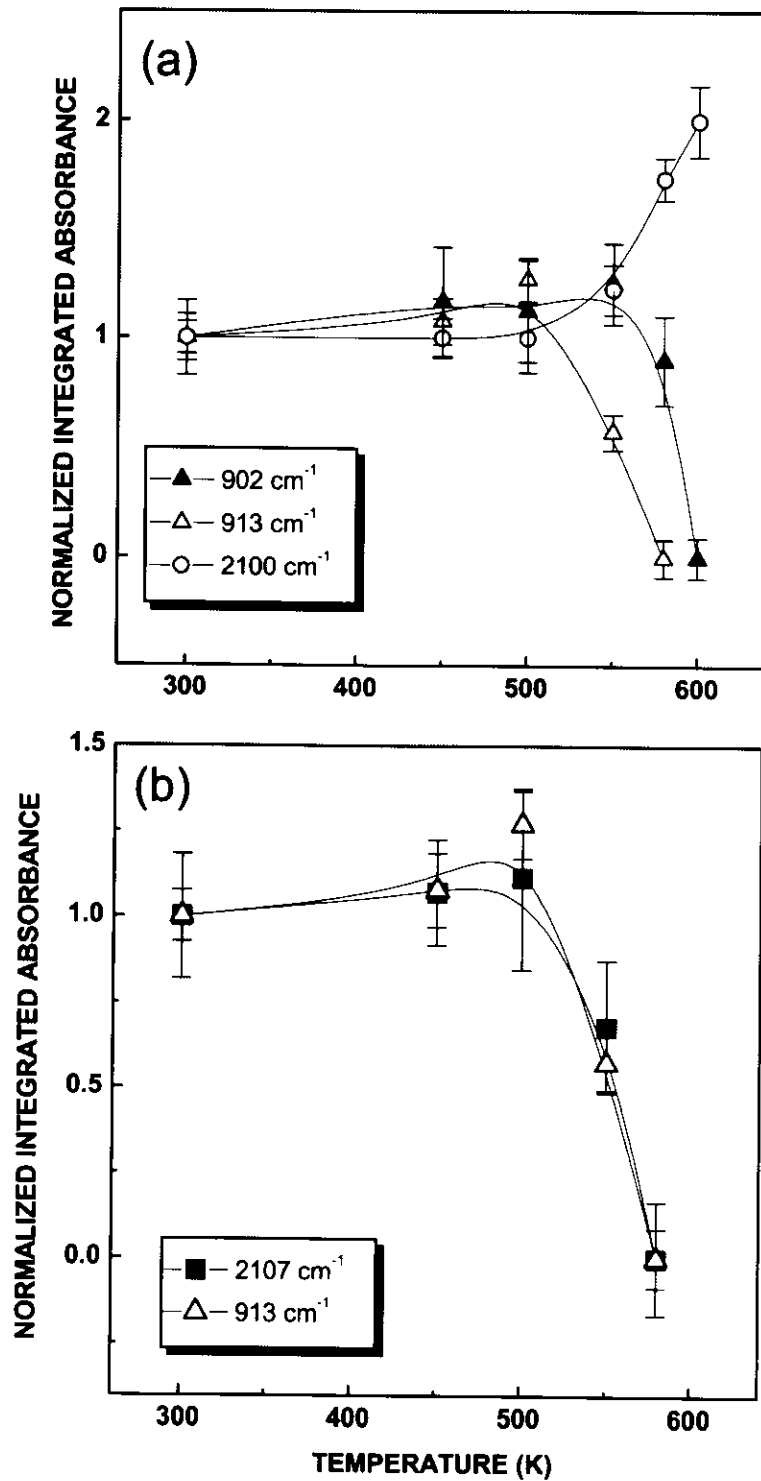 (a)
NORMALIZED INTEGRATED ABSORBANCE
2
1
0
902 cm⁻¹
913 cm⁻¹
2100 cm⁻¹
300 400 500 600
(b)
NORMALIZED INTEGRATED ABSORBANCE
1.5
1.0
0.5
0.0
2107 cm⁻¹
913 cm⁻¹
300 400 500 600
TEMPERATURE (K)